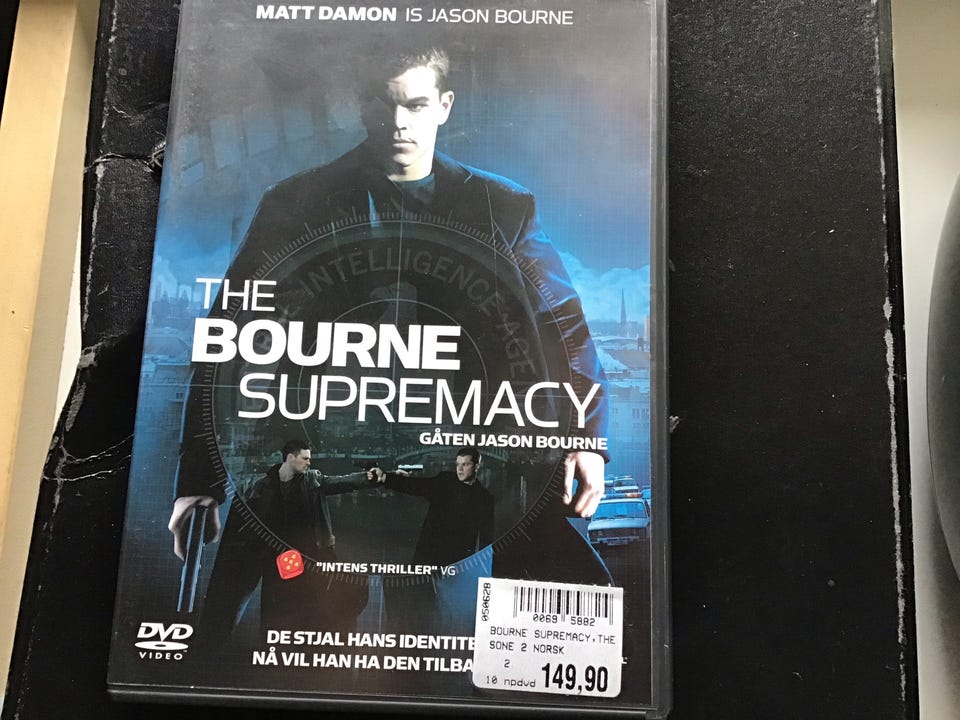 MATT DAMON IS JASON BOURNE
INTELLIGENCE AGEN
THE
BOURNE
SUPREMACY
GÅTEN JASON BOURNE
"INTENS THRILLER" VG
DVD
VIDEO
DE STJAL HANS IDENTITE
NÅ VIL HAN HA DEN TILBA
050628
0069 5882
BOURNE SUPREMACY,THE
SONE 2 NORSK
2
10 npdvd 149,90